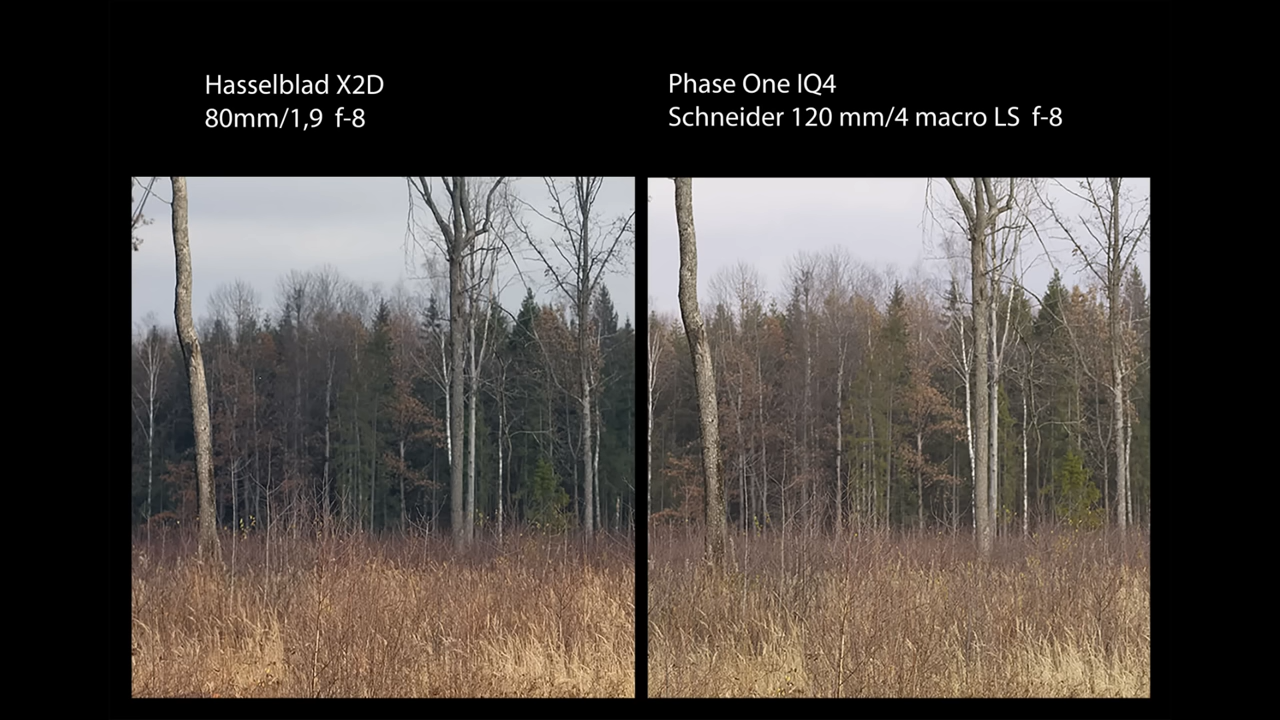 Hasselblad X2D
80mm/1,9 f-8
Phase One IQ4
Schneider 120 mm/4 macro LS f-8